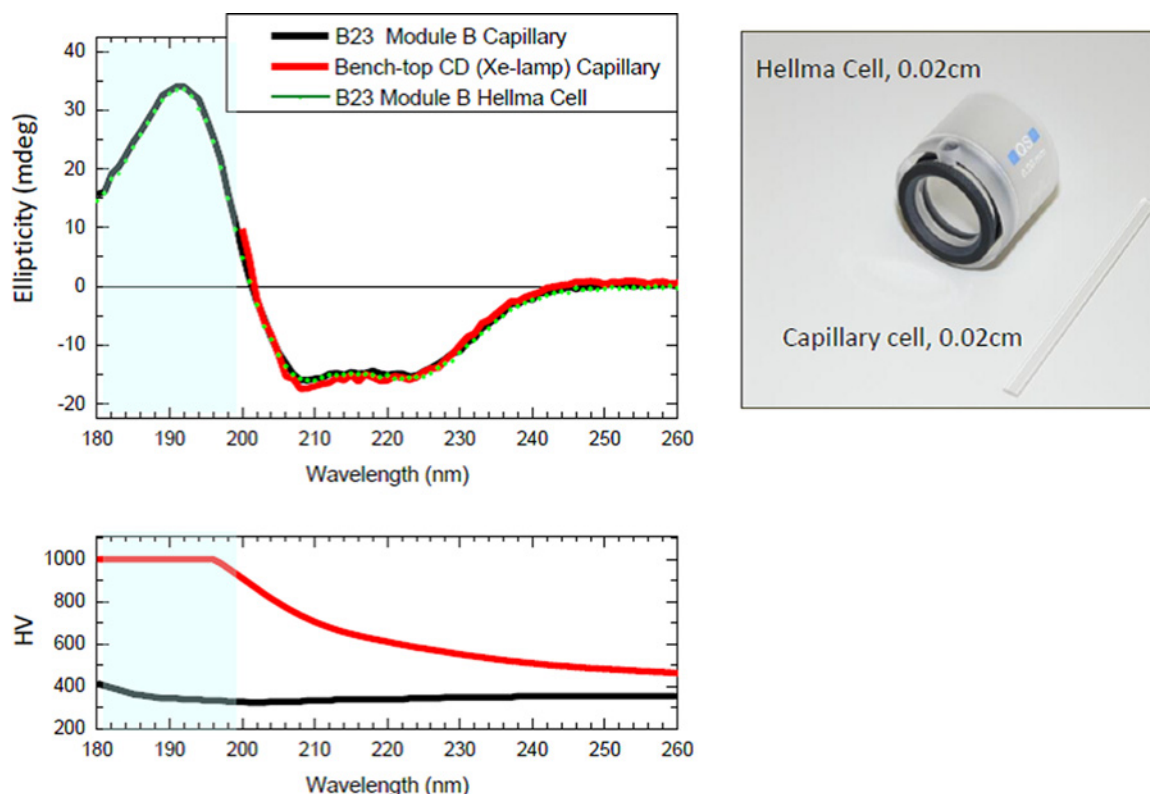 B23 Module B Capillary
Bench-top CD (Xe-lamp) Capillary
B23 Module B Hellma Cell
Ellipticity (mdeg)
40
30
20
10
0
-10
-20
180 190 200 210 220 230 240 250 260
Wavelength (nm)
HV
1000
800
600
400
200
180 190 200 210 220 230 240 250 260
Wavelength (nm)
Hellma Cell, 0.02cm
QS
Capillary cell, 0.02cm